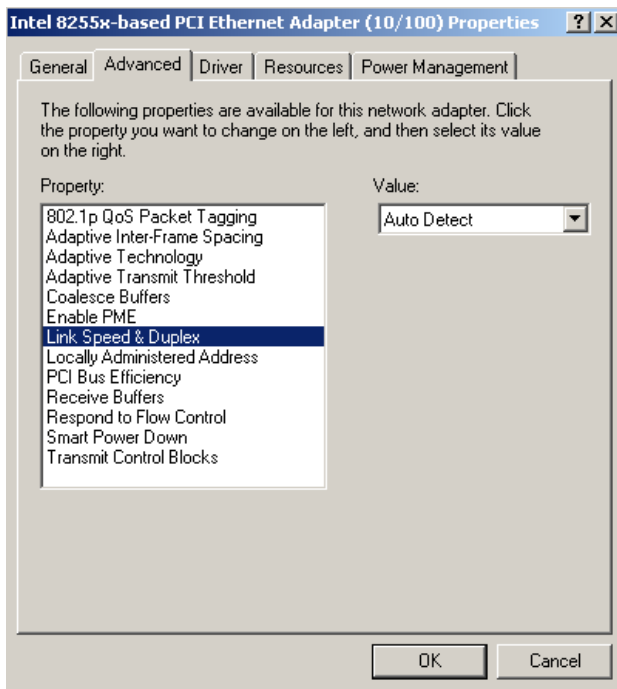 Intel 8255x-based PCI Ethernet Adapter (10/100) Properties ? X
General Advanced Driver Resources Power Management
The following properties are available for this network adapter. Click
the property you want to change on the left, and then select its value
on the right.
Property:
802.1p QoS Packet Tagging
Adaptive Inter-Frame Spacing
Adaptive Technology
Adaptive Transmit Threshold
Coalesce Buffers
Enable PME
Link Speed & Duplex
Locally Administered Address
PCI Bus Efficiency
Receive Buffers
Respond to Flow Control
Smart Power Down
Transmit Control Blocks
Value:
Auto Detect
OK Cancel